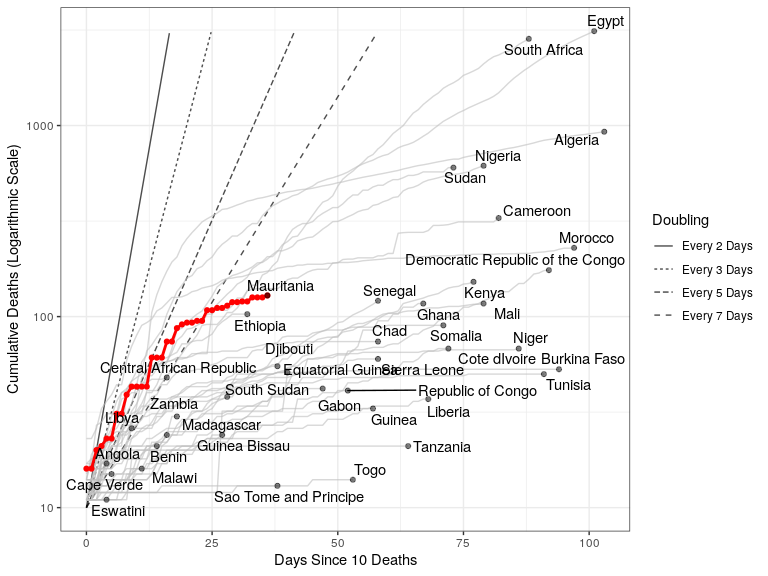 Egypt
South Africa
1000
Algeria
Nigeria
Sudan
Cameroon
Morocco
Democratic Republic of the Congo
Mauritania
Senegal
Kenya
100
Ghana
Mali
Ethiopia
Chad
Somalia
Niger
Djibouti
Cote dIvoire
Burkina Faso
Central African Republic
Equatorial Guinea
Sierra Leone
Tunisia
South Sudan
Republic of Congo
Zambia
Gabon
Liberia
Libya
Madagascar
Guinea
Guinea Bissau
Tanzania
Angola
Benin
Togo
Cape Verde
Malawi
Sao Tome and Principe
10
Eswatini
0
25
50
75
100
Days Since 10 Deaths
Cumulative Deaths (Logarithmic Scale)
Doubling
Every 2 Days
Every 3 Days
Every 5 Days
Every 7 Days